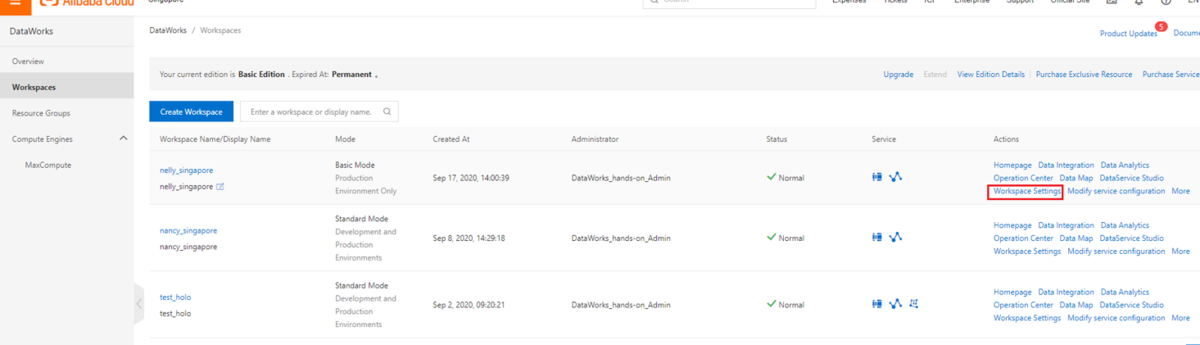 Alibaba Cloud Singapore Search Expenses Tickets ICP Enterprise Support Official Site EN
DataWorks
DataWorks / Workspaces
Product Updates 5 Docume
Overview
Workspaces
Resource Groups
Compute Engines
MaxCompute
Your current edition is Basic Edition . Expired At: Permanent .
Upgrade Extend View Edition Details Purchase Exclusive Resource Purchase Service
Create Workspace Enter a workspace or display name.
Workspace Name/Display Name Mode Created At Administrator Status Service Actions
nelly_singapore
nelly_singapore
Basic Mode
Production
Environment Only
Sep 17, 2020, 14:00:39
DataWorks_hands-on_Admin
Normal
Homepage Data Integration Data Analytics
Operation Center Data Map DataService Studio
Workspace Settings Modify service configuration More
nancy_singapore
nancy_singapore
Standard Mode
Development and
Production
Environments
Sep 8, 2020, 14:29:18
DataWorks_hands-on_Admin
Normal
Homepage Data Integration Data Analytics
Operation Center Data Map DataService Studio
Workspace Settings Modify service configuration More
test_holo
test_holo
Standard Mode
Development and
Production
Environments
Sep 2, 2020, 09:20:21
DataWorks_hands-on_Admin
Normal
Homepage Data Integration Data Analytics
Operation Center Data Map DataService Studio
Workspace Settings Modify service configuration More